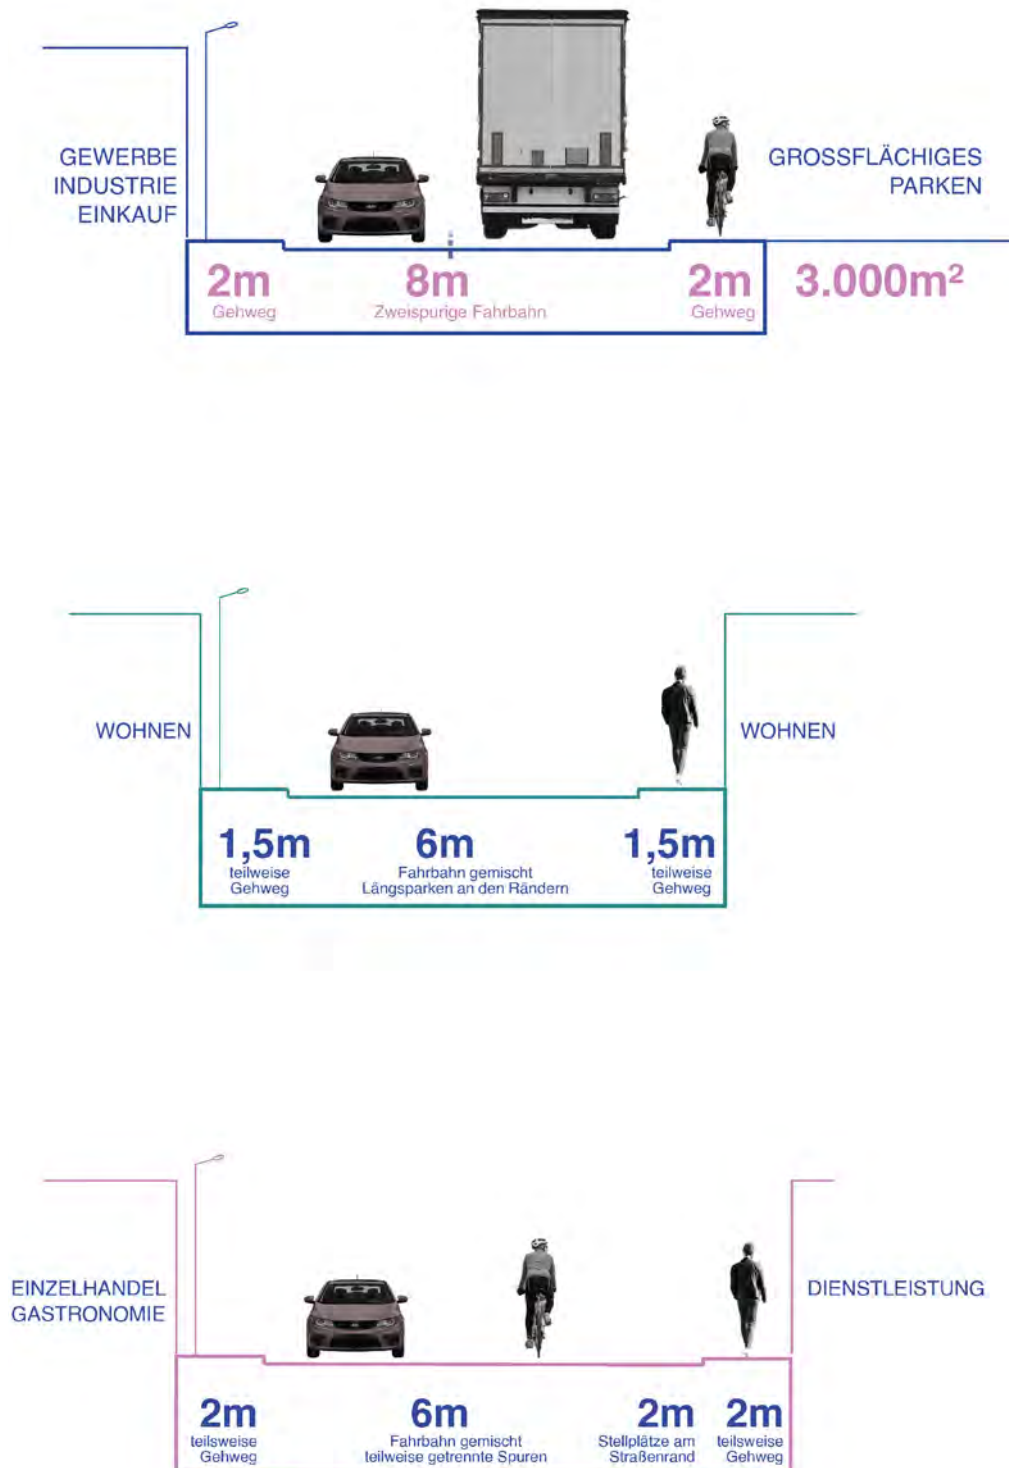 GEWERBE
INDUSTRIE
EINKAUF
GROSSFLÄCHIGES
PARKEN
2m
Gehweg
8m
Zweispurige Fahrbahn
2m
Gehweg
3.000m²
WOHNEN
WOHNEN
1,5m
teilweise
Gehweg
6m
Fahrbahn gemischt
Längsparken an den Rändern
1,5m
teilweise
Gehweg
EINZELHANDEL
GASTRONOMIE
DIENSTLEISTUNG
2m
teilsweise
Gehweg
6m
Fahrbahn gemischt
teilweise getrennte Spuren
2m
Stellplätze am
Straßenrand
2m
teilsweise
Gehweg